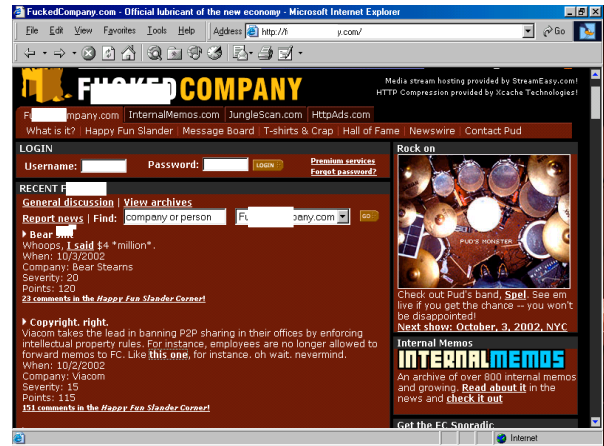 FuckedCompany.com - Official lubricant of the new economy - Microsoft Internet Explorer
File Edit View Favorites Tools Help Address http://f y.com/ Go
COMPANY
Media stream hosting provided by StreamEasy.com!
HTTP Compression provided by Xcache Technologies!
F mpany.com InternalMemos.com JungleScan.com HttpAds.com
What is it? | Happy Fun Slander | Message Board | T-shirts & Crap | Hall of Fame | Newswire | Contact Pud
LOGIN
Username: Password: LOGIN
Premium services
Forgot password?
RECENT F
General discussion | View archives
Report news | Find: company or person Fu pany.com GO
Bear
Whoops, I said $4 *million*.
When: 10/3/2002
Company: Bear Stearns
Severity: 20
Points: 120
23 comments in the Happy Fun Slander Corner!
Copyright. right.
Viacom takes the lead in banning P2P sharing in their offices by enforcing
intellectual property rules. For instance, employees are no longer allowed to
forward memos to FC. Like this one, for instance. oh wait. nevermind.
When: 10/2/2002
Company: Viacom
Severity: 15
Points: 115
151 comments in the Happy Fun Slander Corner!
Rock on
PUD'S MONSTER
Check out Pud's band, Spel. See em
live if you get the chance -- you won't
be disappointed!
Next show: October, 3, 2002, NYC
Internal Memos
INTERNALMEMOS
An archive of over 800 internal memos
and growing. Read about it in the
news and check it out
Get the FC Sporadic
Internet